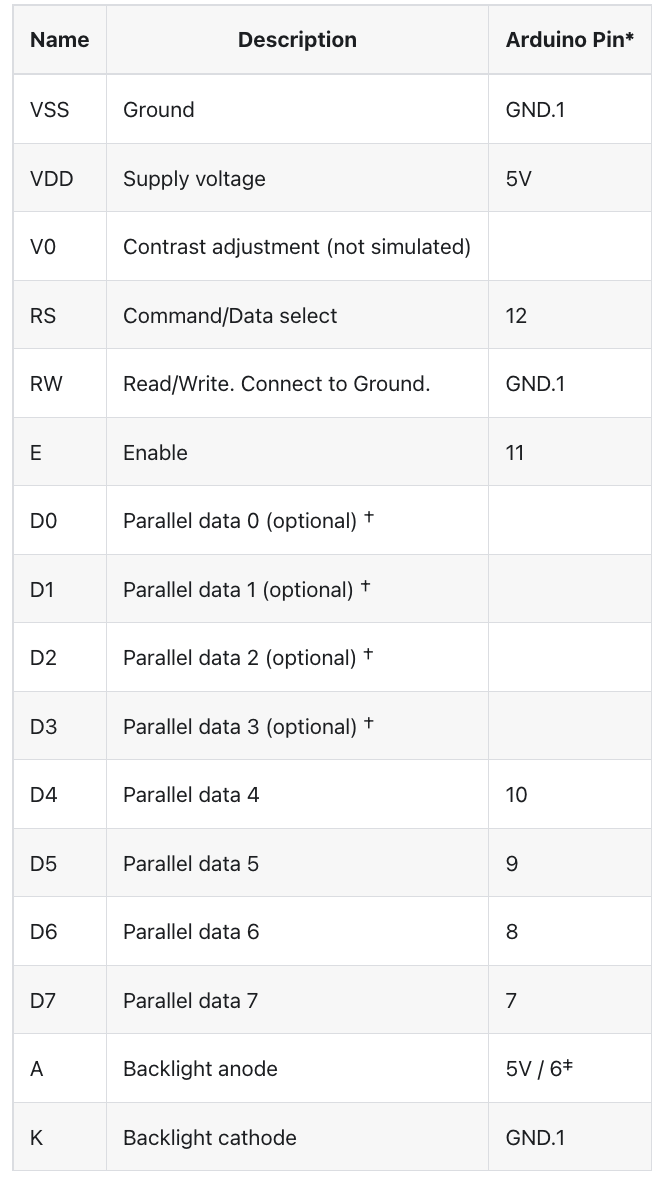 Name Description Arduino Pin*
VSS Ground GND.1
VDD Supply voltage 5V
V0 Contrast adjustment (not simulated)
RS Command/Data select 12
RW Read/Write. Connect to Ground. GND.1
E Enable 11
D0 Parallel data 0 (optional) †
D1 Parallel data 1 (optional) †
D2 Parallel data 2 (optional) †
D3 Parallel data 3 (optional) †
D4 Parallel data 4 10
D5 Parallel data 5 9
D6 Parallel data 6 8
D7 Parallel data 7 7
A Backlight anode 5V / 6‡
K Backlight cathode GND.1